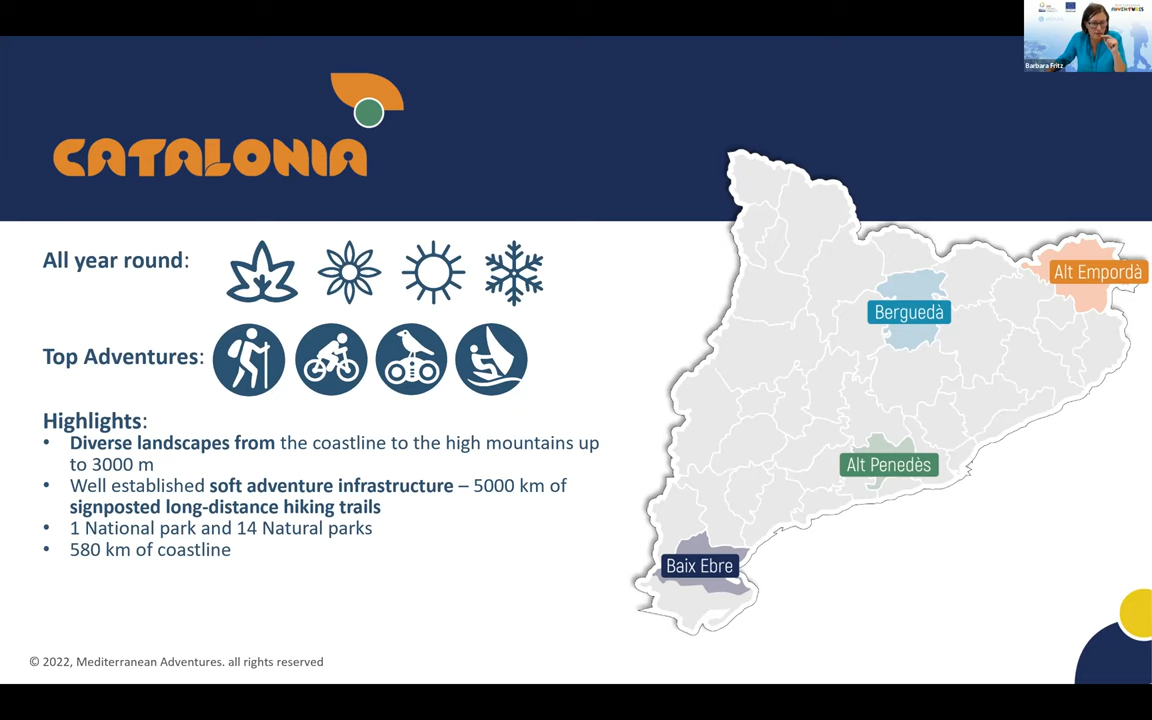 Barbara Fritz
CATALONIA
All year round:
Top Adventures:
Highlights:
• Diverse landscapes from the coastline to the high mountains up
to 3000 m
• Well established soft adventure infrastructure – 5000 km of
signposted long-distance hiking trails
• 1 National park and 14 Natural parks
• 580 km of coastline
Alt Empordà
Berguedà
Alt Penedès
Baix Ebre
© 2022, Mediterranean Adventures. all rights reserved